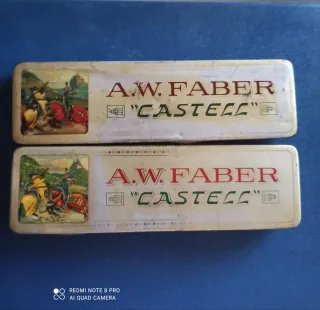 A.W. FABER
"CASTELL"
A.W. FABER
"CASTELL"
REDMI NOTE 8 PRO
AI QUAD CAMERA